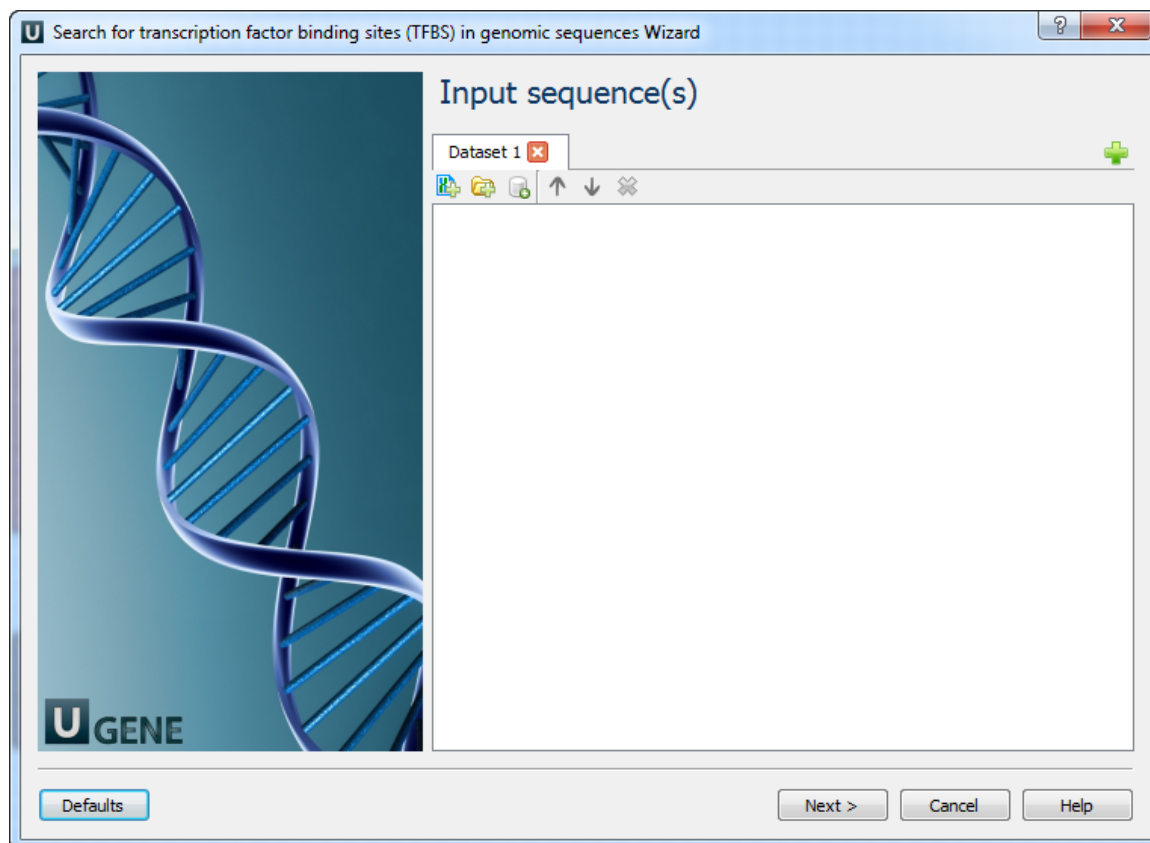 U Search for transcription factor binding sites (TFBS) in genomic sequences Wizard
?
Input sequence(s)
Dataset 1
U GENE
Defaults
Next >
Cancel
Help